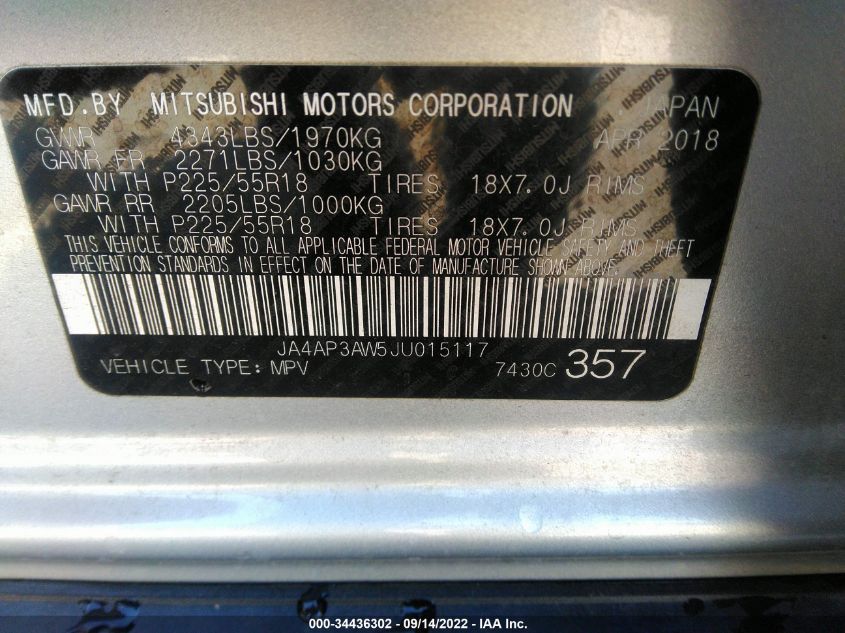 MFD.BY MITSUBISHI MOTORS CORPORATION JAPAN
GVWR 4343LBS/1970KG APR 2018
GAWR FR 2271LBS/1030KG
WITH P225/55R18 TIRES 18X7.0J RIMS
GAWR RR 2205LBS/1000KG
WITH P225/55R18 TIRES 18X7.0J RIMS
THIS VEHICLE CONFORMS TO ALL APPLICABLE FEDERAL MOTOR VEHICLE SAFETY AND THEFT
PREVENTION STANDARDS IN EFFECT ON THE DATE OF MANUFACTURE SHOWN ABOVE.
JA4AP3AW5JU015117
VEHICLE TYPE: MPV 7430C 357
000-34436302 - 09/14/2022 - IAA Inc.